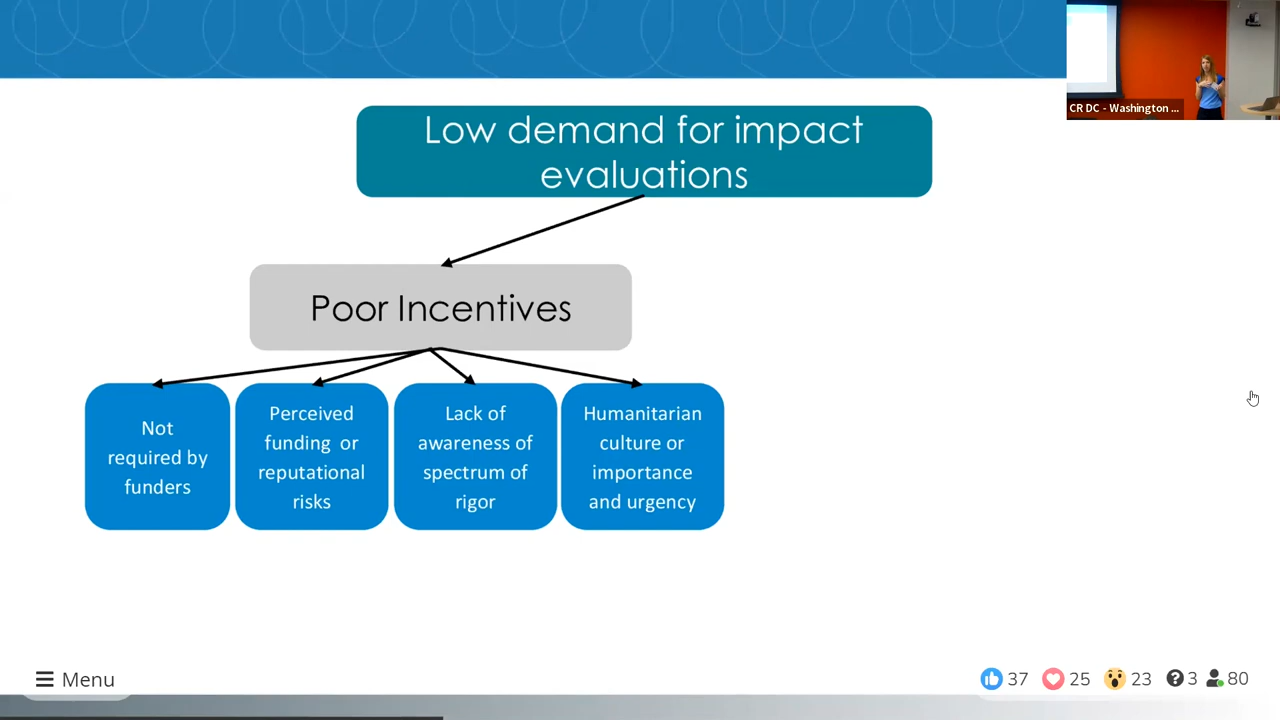 CR DC - Washington ...
Low demand for impact
evaluations
Poor Incentives
Not
required by
funders
Perceived
funding or
reputational
risks
Lack of
awareness of
spectrum of
rigor
Humanitarian
culture or
importance
and urgency
Menu
37
25
23
3
80